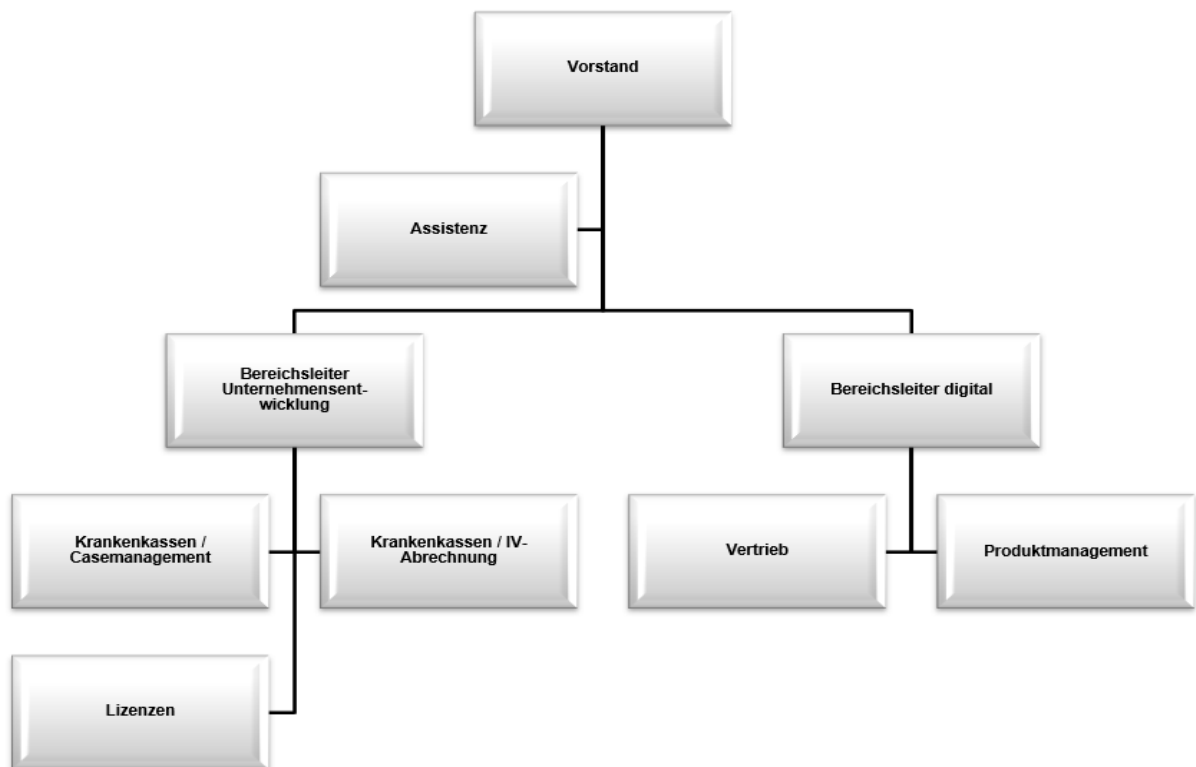 Vorstand
Assistenz
Bereichsleiter
Unternehmensent-
wicklung
Bereichsleiter digital
Krankenkassen /
Casemanagement
Krankenkassen / IV-
Abrechnung
Vertrieb
Produktmanagement
Lizenzen